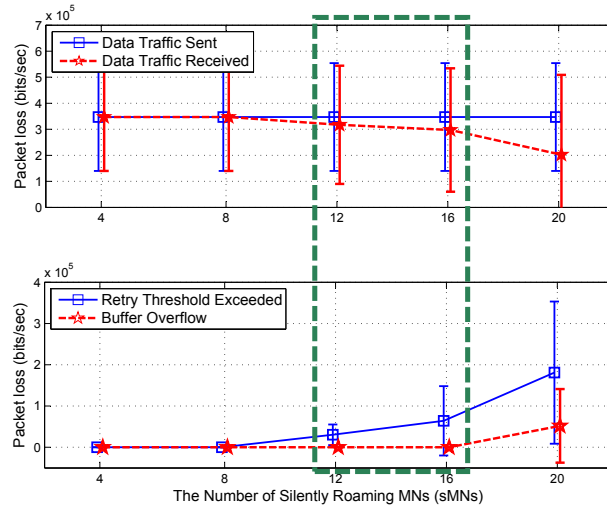 x 10^5
Data Traffic Sent
Data Traffic Received
Packet loss (bits/sec)
7
6
5
4
3
2
1
0
4 8 12 16 20
x 10^5
Retry Threshold Exceeded
Buffer Overflow
Packet loss (bits/sec)
4
3
2
1
0
4 8 12 16 20
The Number of Silently Roaming MNs (sMNs)